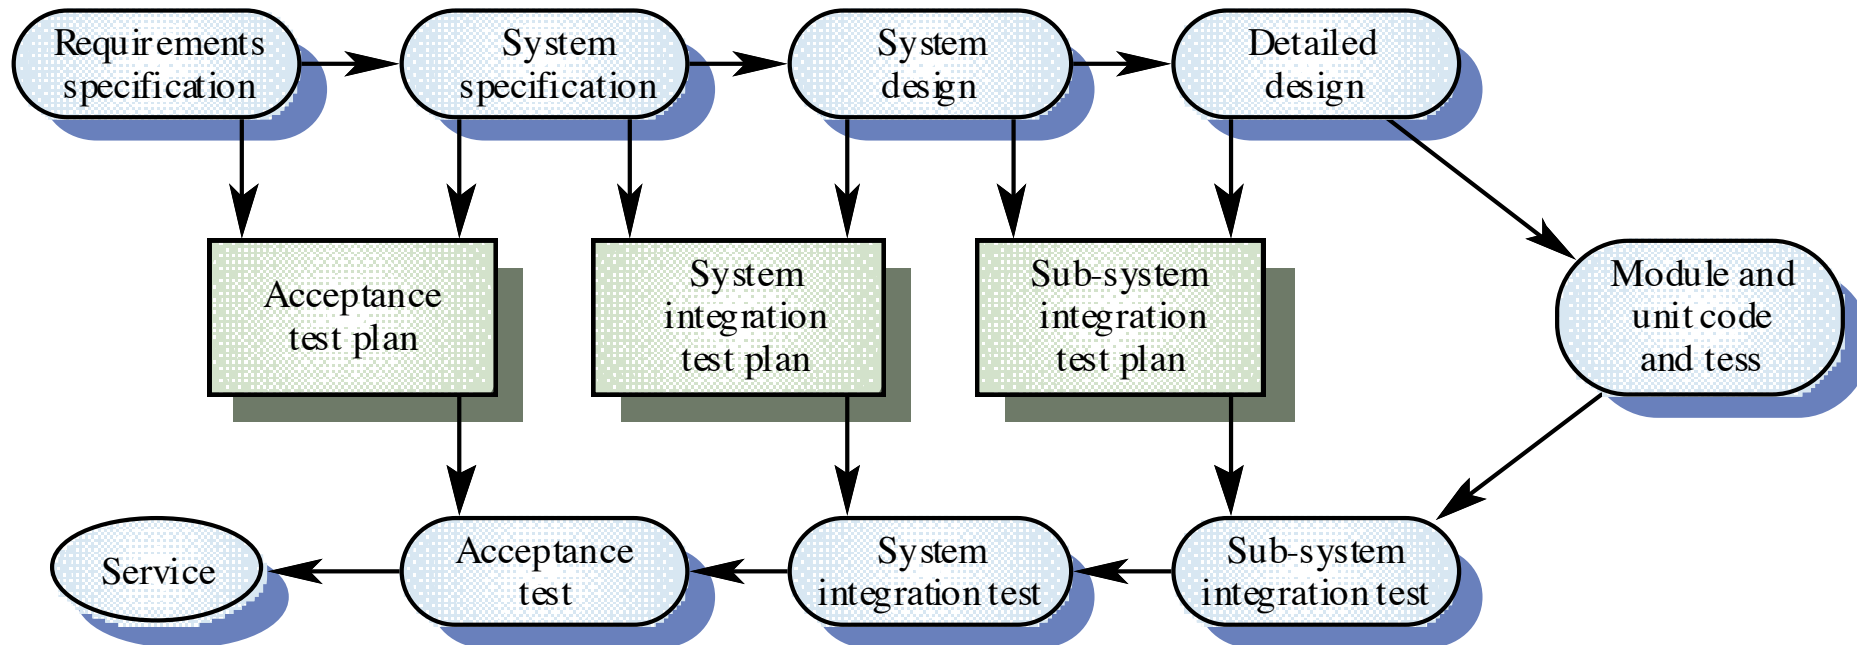 Requirements
specification
System
specification
System
design
Detailed
design
Acceptance
test plan
System
integration
test plan
Sub-system
integration
test plan
Module and
unit code
and tess
Service
Acceptance
test
System
integration test
Sub-system
integration test